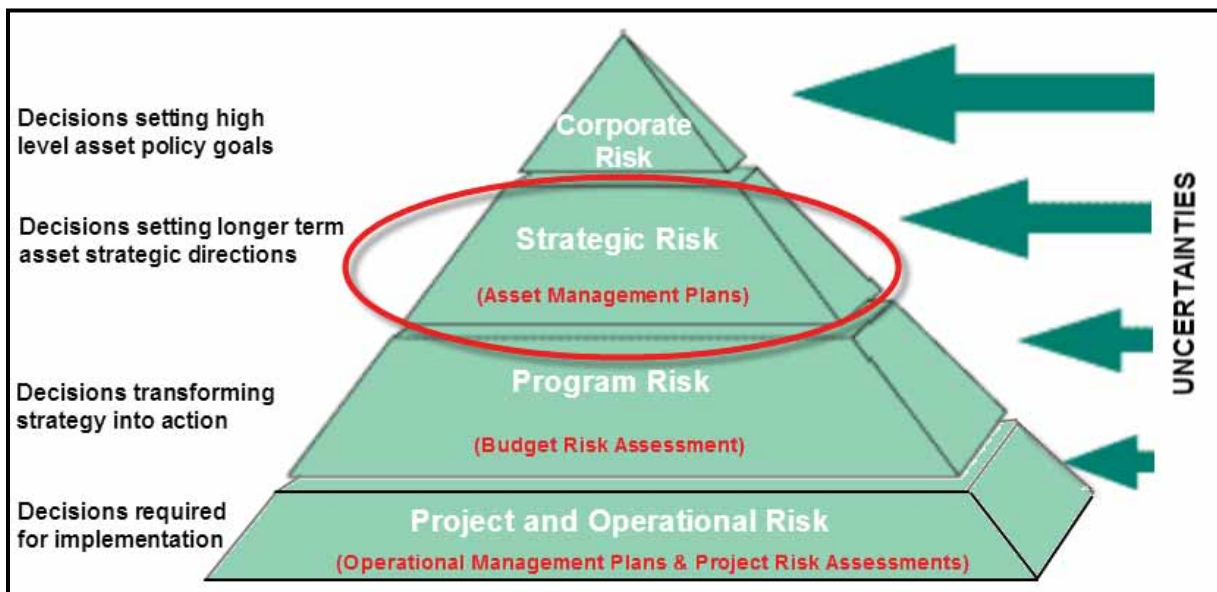 Decisions setting high
level asset policy goals
Corporate
Risk
Decisions setting longer term
asset strategic directions
Strategic Risk
(Asset Management Plans)
Decisions transforming
strategy into action
Program Risk
(Budget Risk Assessment)
Decisions required
for implementation
Project and Operational Risk
(Operational Management Plans & Project Risk Assessments)
UNCERTAINTIES